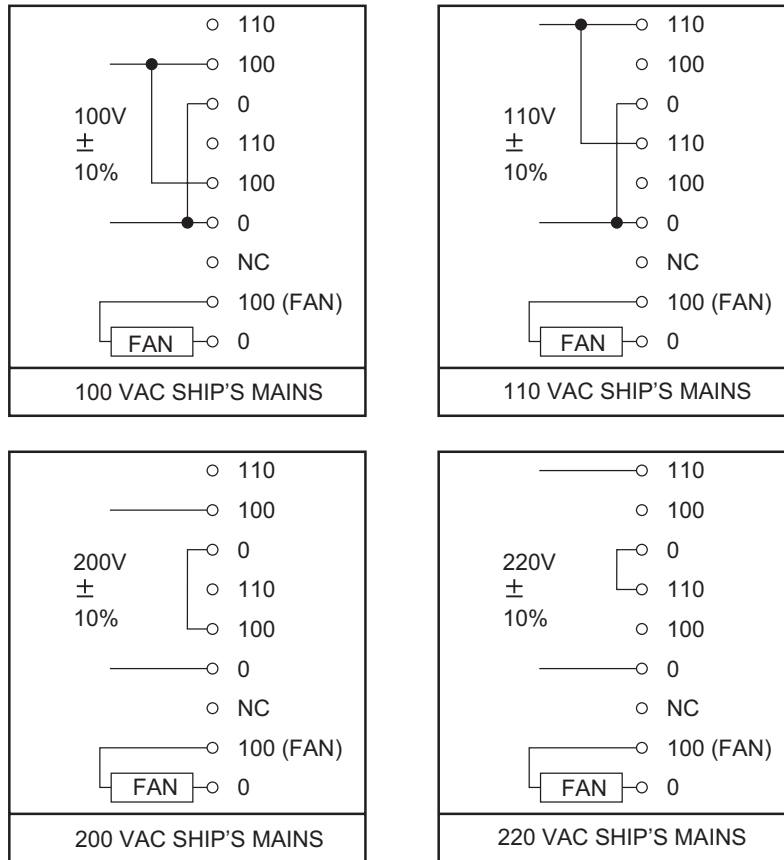 110
100
0
100V
±
10%
110
100
0
NC
100 (FAN)
FAN
0
100 VAC SHIP'S MAINS
110
100
0
110V
±
10%
110
100
0
NC
100 (FAN)
FAN
0
110 VAC SHIP'S MAINS
110
100
0
200V
±
10%
110
100
0
NC
100 (FAN)
FAN
0
200 VAC SHIP'S MAINS
110
100
0
220V
±
10%
110
100
0
NC
100 (FAN)
FAN
0
220 VAC SHIP'S MAINS